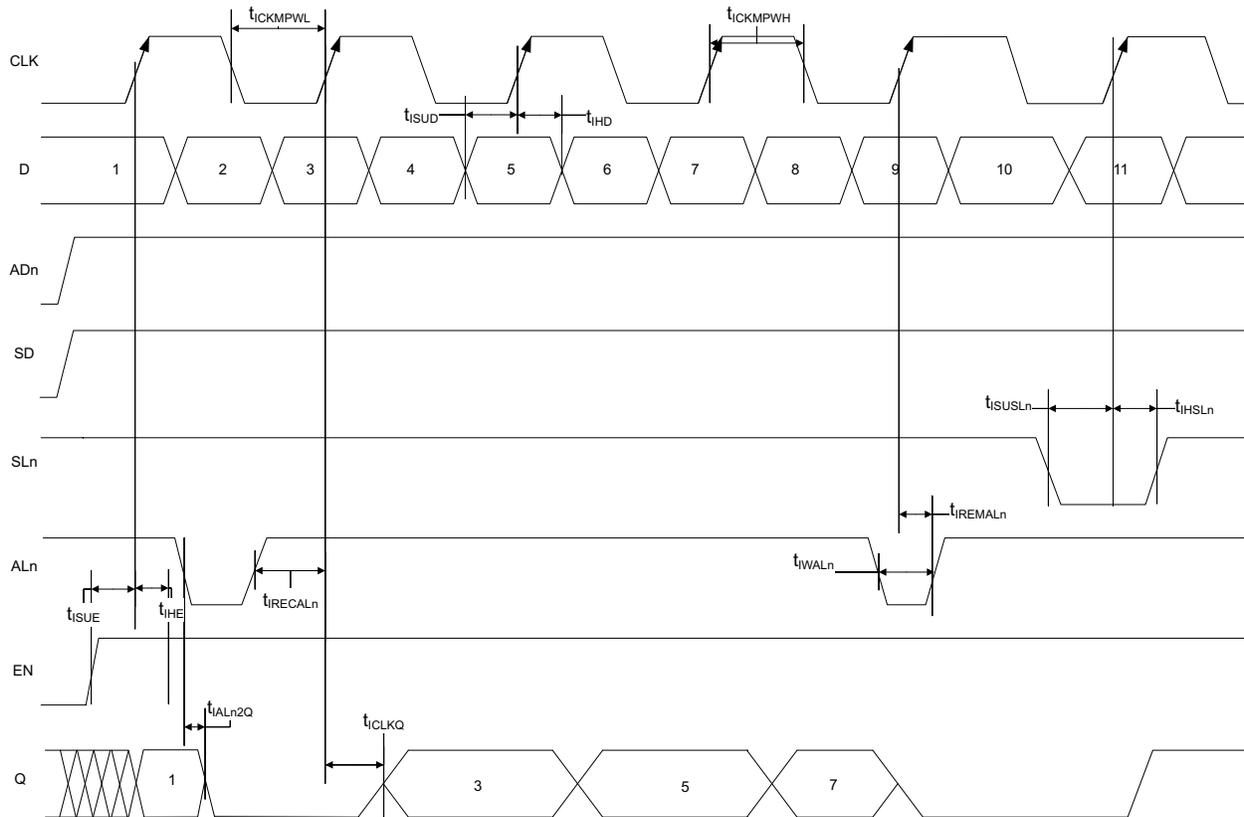 tICKMPWL
tICKMPWH
CLK
tISUD
tIHD
D
1
2
3
4
5
6
7
8
9
10
11
ADn
SD
tISUSLn
tIHSLn
SLn
tIREMALn
ALn
tIWALn
tIRECALn
tISUE
tIHE
EN
tIALn2Q
tICLKQ
Q
1
3
5
7